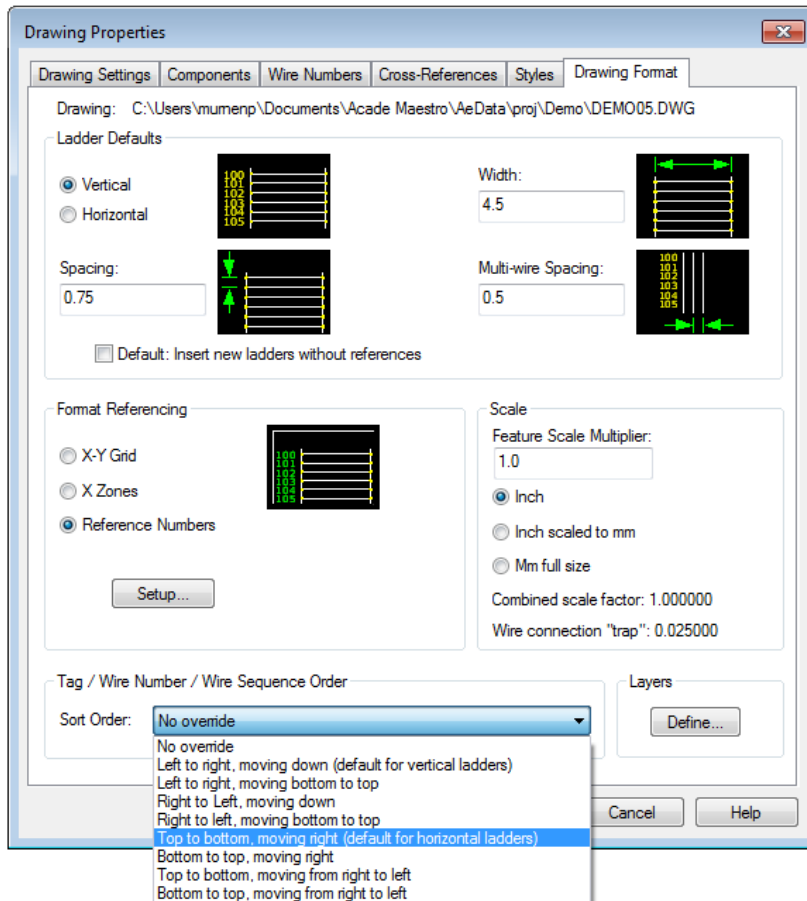 Drawing Properties
Drawing Settings Components Wire Numbers Cross-References Styles Drawing Format
Drawing: C:\Users\murnenp\Documents\Acade Maestro\AeData\proj\Demo\DEMO05.DWG
Ladder Defaults
Vertical
Horizontal
100
101
102
103
104
105
Width:
4.5
Spacing:
0.75
Multi-wire Spacing:
0.5
100
101
102
103
104
105
Default: Insert new ladders without references
Format Referencing
X-Y Grid
X Zones
Reference Numbers
100
101
102
103
104
105
Setup...
Scale
Feature Scale Multiplier:
1.0
Inch
Inch scaled to mm
Mm full size
Combined scale factor: 1.000000
Wire connection "trap": 0.025000
Tag / Wire Number / Wire Sequence Order
Sort Order: No override
No override
Left to right, moving down (default for vertical ladders)
Left to right, moving bottom to top
Right to Left, moving down
Right to left, moving bottom to top
Top to bottom, moving right (default for horizontal ladders)
Bottom to top, moving right
Top to bottom, moving from right to left
Bottom to top, moving from right to left
Layers
Define...
Cancel Help